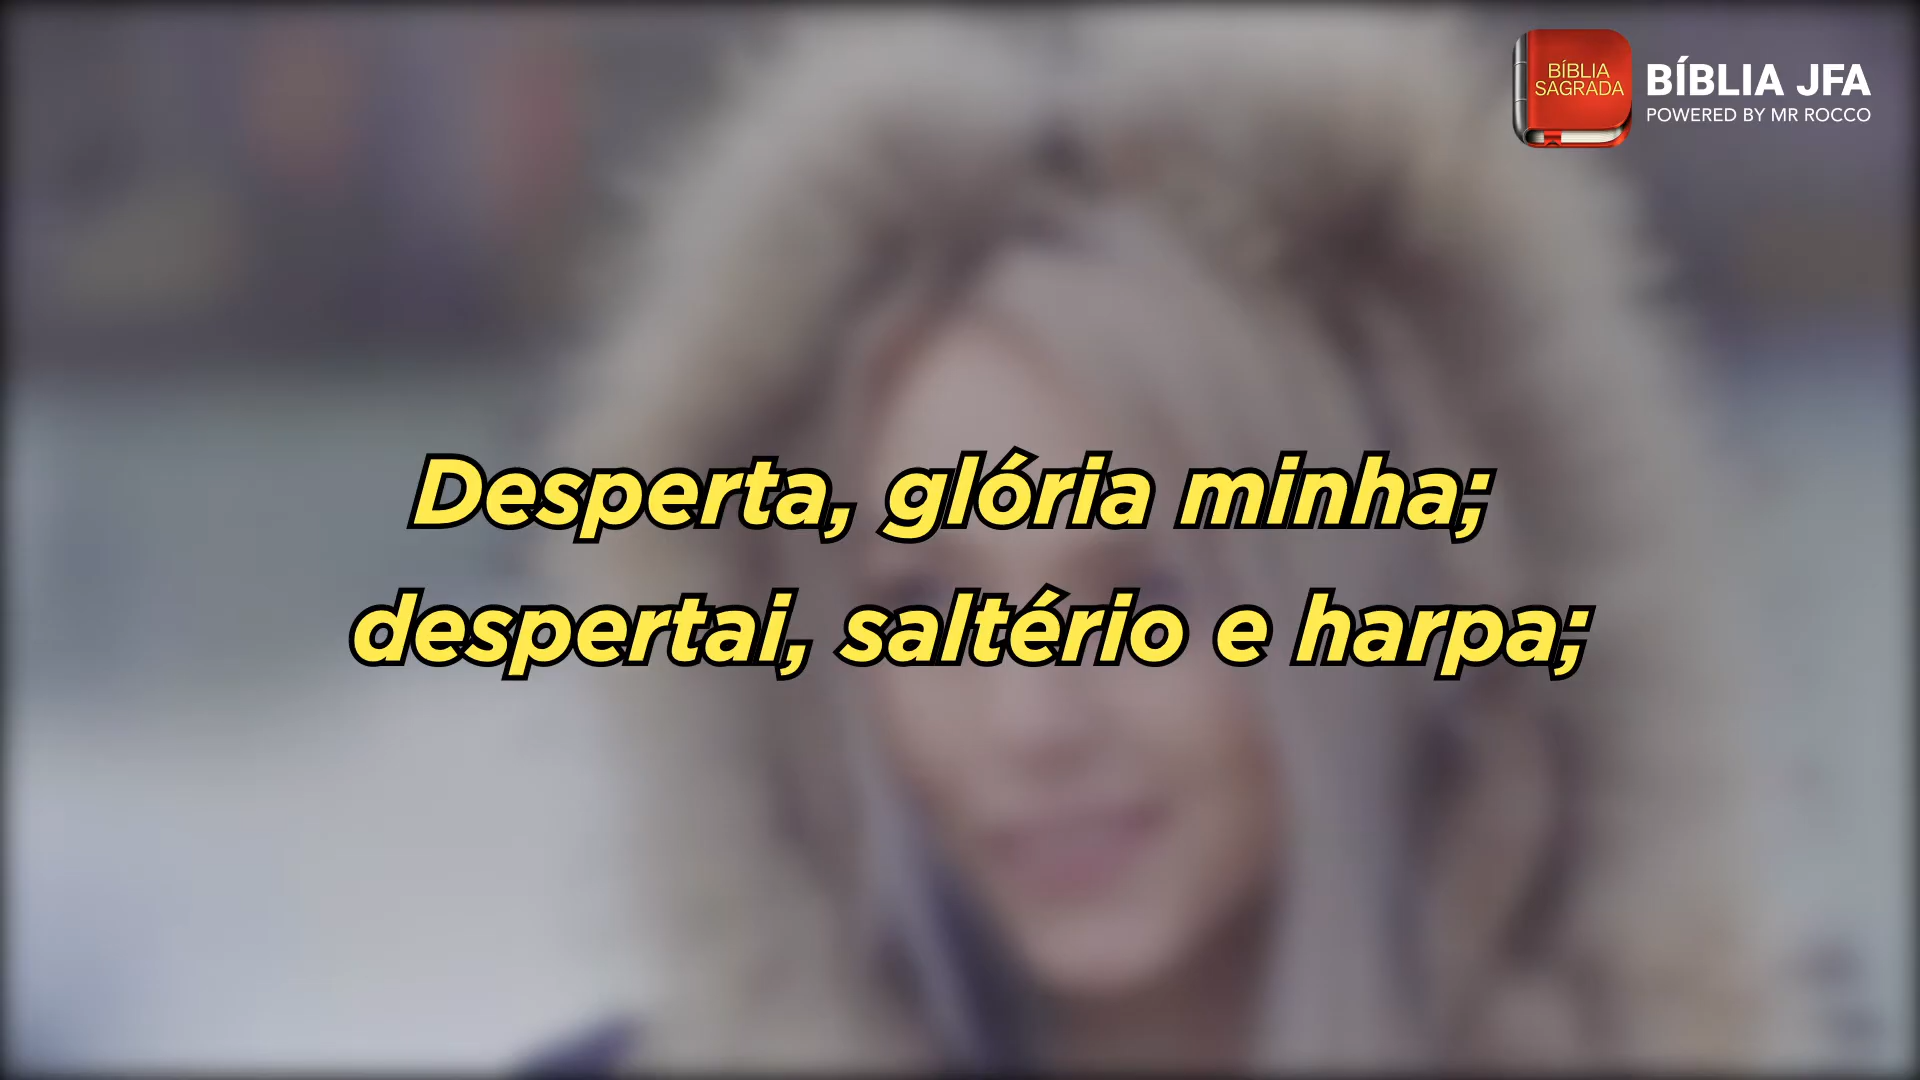 BÍBLIA
SAGRADA
BÍBLIA JFA
POWERED BY MR ROCCO
Desperta, glória minha;
despertai, saltério e harpa;